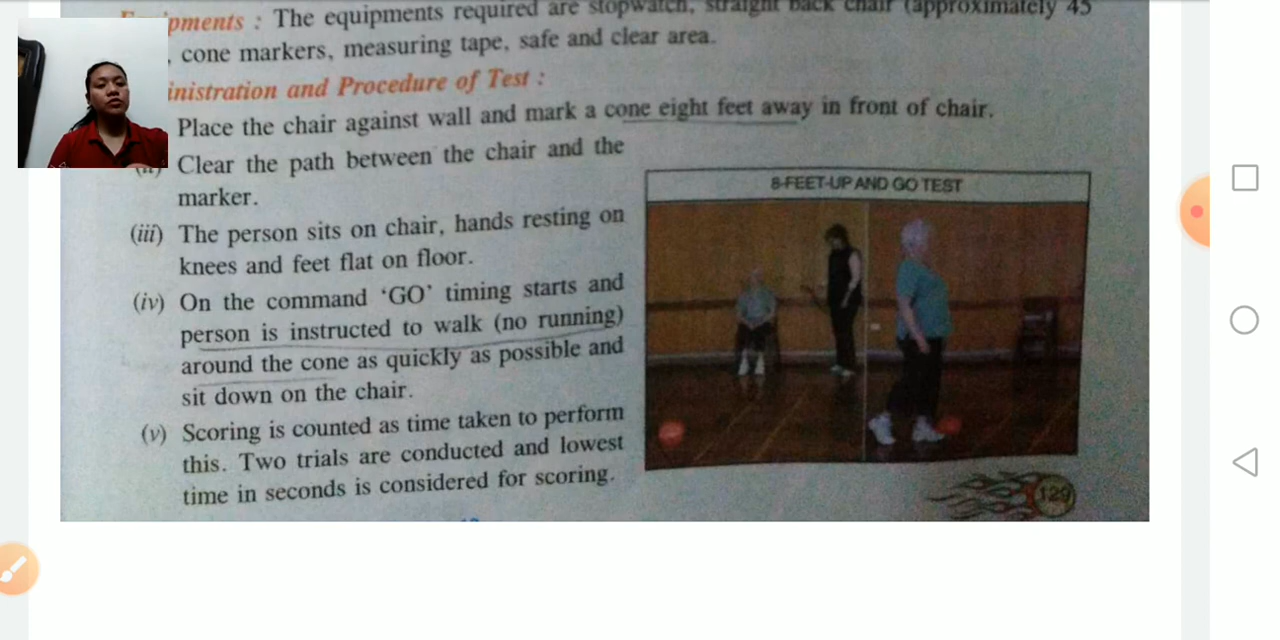 pments : The equipments required are stopwatch, straight back chair (approximately 45
, cone markers, measuring tape, safe and clear area.
inistration and Procedure of Test :
Place the chair against wall and mark a cone eight feet away in front of chair.
(ii) Clear the path between the chair and the
marker.
8-FEET-UP AND GO TEST
(iii) The person sits on chair, hands resting on
knees and feet flat on floor.
(iv) On the command ‘GO’ timing starts and
person is instructed to walk (no running)
around the cone as quickly as possible and
sit down on the chair.
(v) Scoring is counted as time taken to perform
this. Two trials are conducted and lowest
time in seconds is considered for scoring.
129